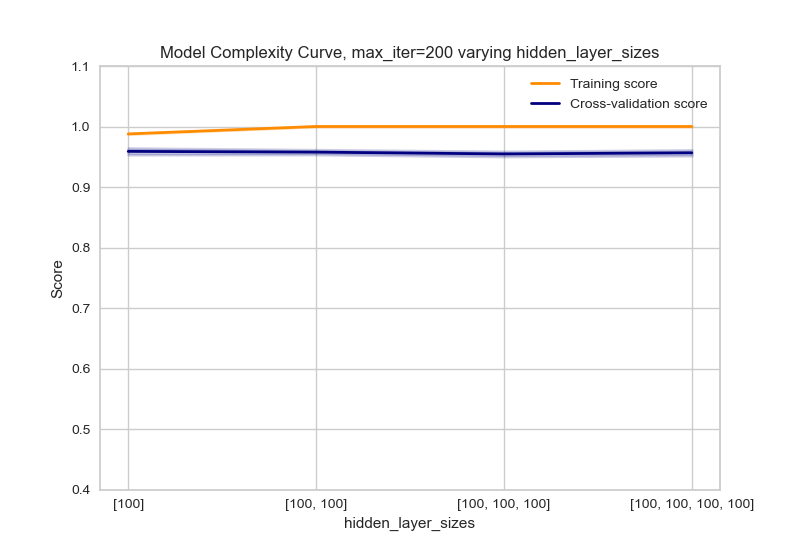 Model Complexity Curve, max_iter=200 varying hidden_layer_sizes
1.1
Training score
Cross-validation score
1.0
0.9
0.8
0.7
0.6
0.5
0.4
Score
[100]
[100, 100]
[100, 100, 100]
[100, 100, 100, 100]
hidden_layer_sizes